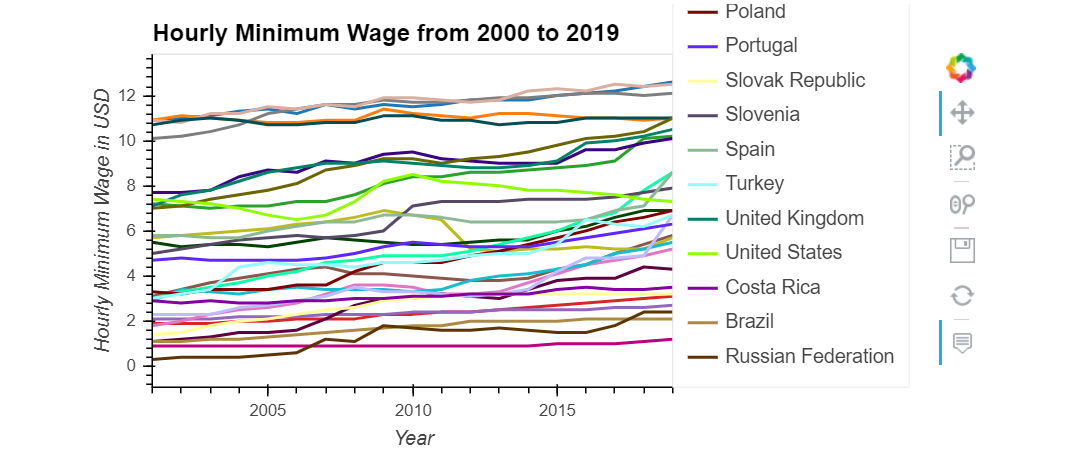 Hourly Minimum Wage from 2000 to 2019
Hourly Minimum Wage in USD
12
10
8
6
4
2
0
2005
2010
2015
Year
Poland
Portugal
Slovak Republic
Slovenia
Spain
Turkey
United Kingdom
United States
Costa Rica
Brazil
Russian Federation